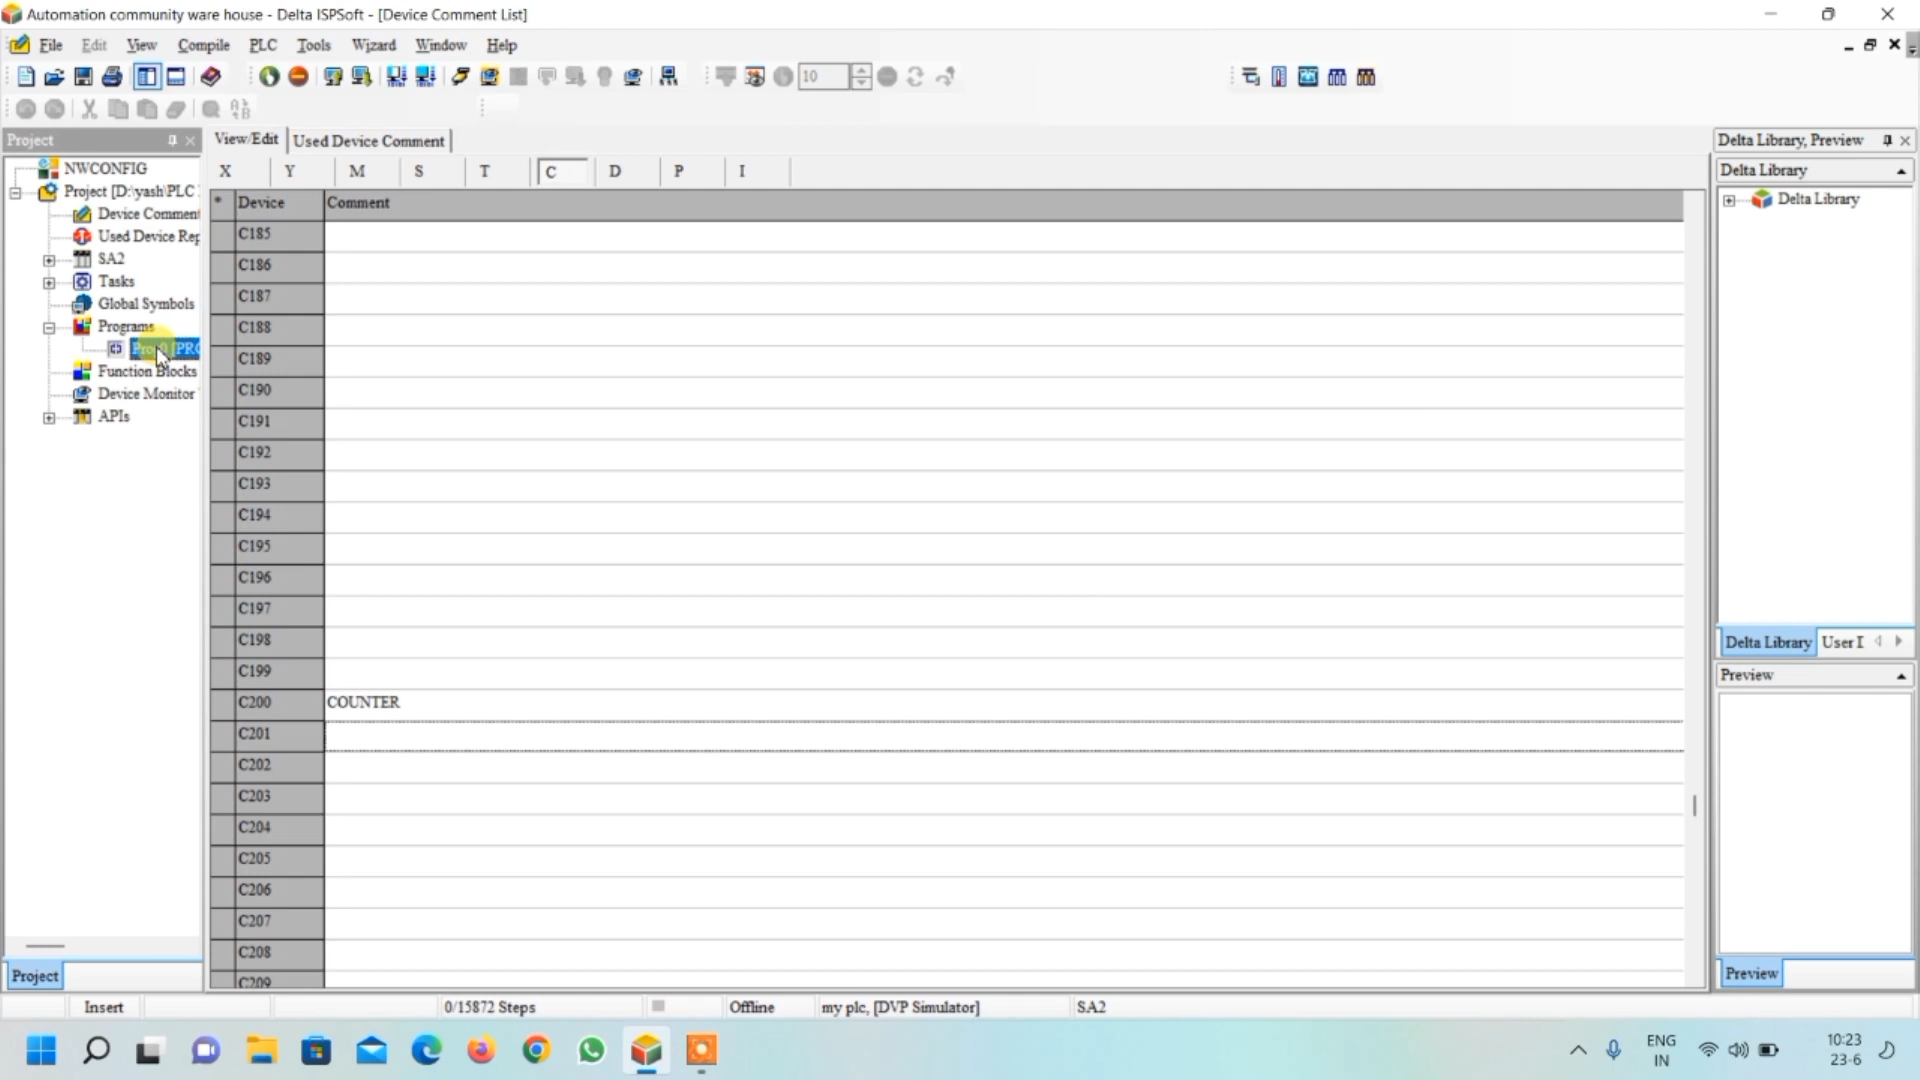 Automation community ware house - Delta ISPSoft - [Device Comment List]
File Edit View Compile PLC Tools Wizard Window Help
10
Project
View/Edit Used Device Comment
Delta Library, Preview
NWCONFIG
X Y M S T C D P I
Delta Library
Project [D:\yash\PLC
* Device Comment
Delta Library
Device Comment
C185
Used Device Rep
SA2
C186
Tasks
C187
Global Symbols
Programs
C188
[PRO
C189
Function Blocks
Device Monitor
C190
APIs
C191
C192
C193
C194
C195
C196
C197
C198
Delta Library
C199
Preview
C200 COUNTER
C201
C202
C203
C204
C205
C206
C207
C208
Project
C209
Preview
Insert 0/15872 Steps Offline my plc, [DVP Simulator] SA2
ENG
IN
10:23
23-6